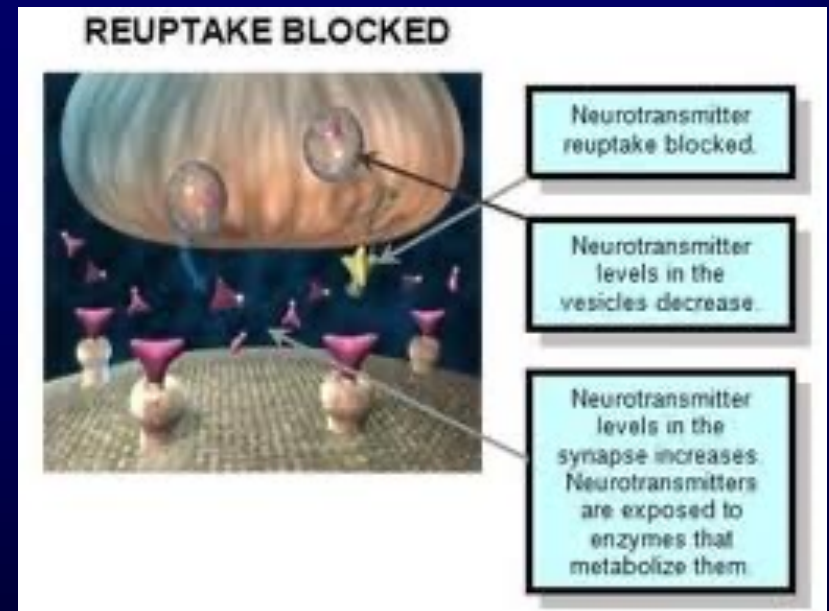 REUPTAKE BLOCKED
Neurotransmitter
reuptake blocked.
Neurotransmitter
levels in the
vesicles decrease.
Neurotransmitter
levels in the
synapse increases.
Neurotransmitters
are exposed to
enzymes that
metabolize them.